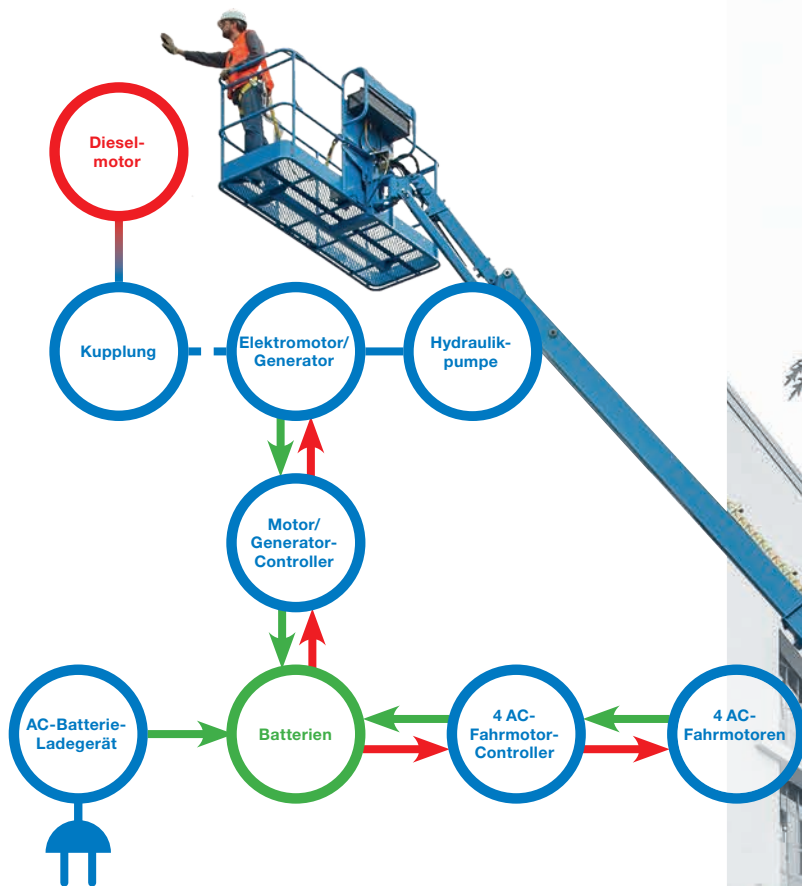 Diesel-
motor
Kupplung
Elektromotor/
Generator
Hydraulik-
pumpe
Motor/
Generator-
Controller
AC-Batterie-
Ladegerät
Batterien
4 AC-
Fahrmotor-
Controller
4 AC-
Fahrmotoren